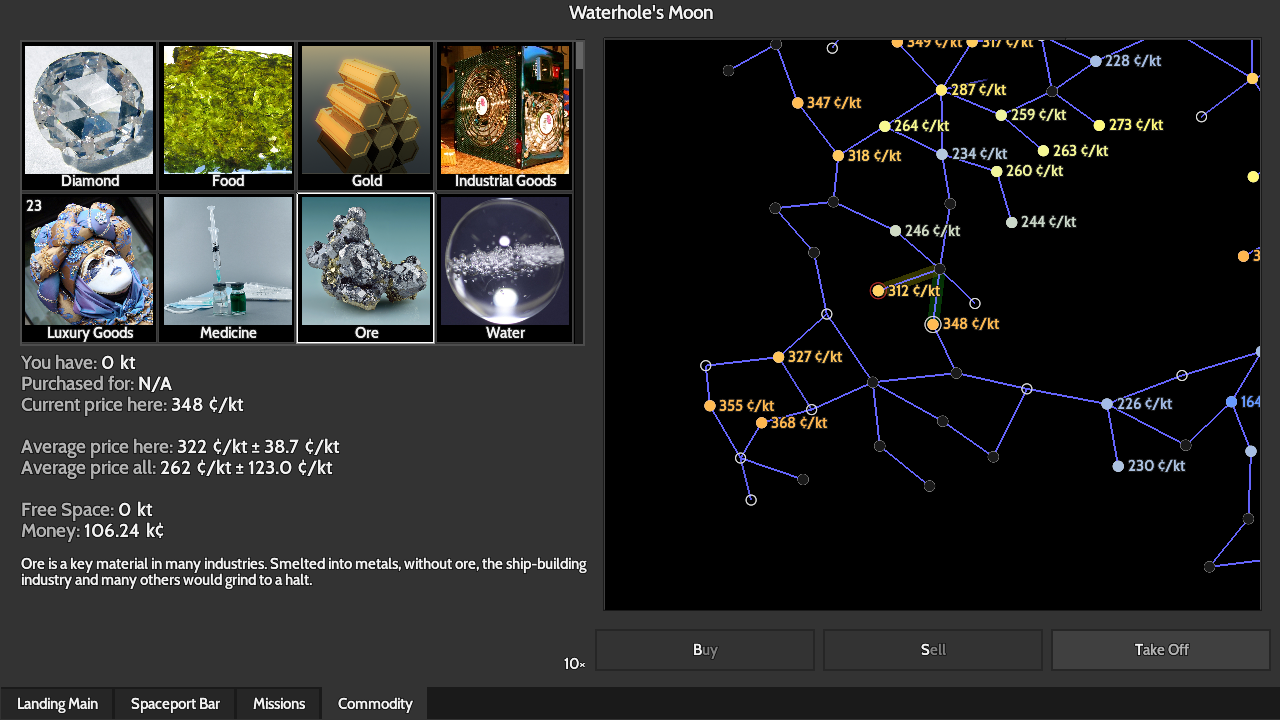 Waterhole's Moon
Diamond
Food
Gold
Industrial Goods
23
Luxury Goods
Medicine
Ore
Water
You have: 0 kt
Purchased for: N/A
Current price here: 348 ¢/kt
Average price here: 322 ¢/kt ± 38.7 ¢/kt
Average price all: 262 ¢/kt ± 123.0 ¢/kt
Free Space: 0 kt
Money: 106.24 k¢
Ore is a key material in many industries. Smelted into metals, without ore, the ship-building
industry and many others would grind to a halt.
349 ¢/kt
317 ¢/kt
228 ¢/kt
287 ¢/kt
347 ¢/kt
259 ¢/kt
264 ¢/kt
273 ¢/kt
318 ¢/kt
234 ¢/kt
263 ¢/kt
260 ¢/kt
244 ¢/kt
246 ¢/kt
312 ¢/kt
348 ¢/kt
327 ¢/kt
355 ¢/kt
368 ¢/kt
226 ¢/kt
164
230 ¢/kt
10×
Buy
Sell
Take Off
Landing Main
Spaceport Bar
Missions
Commodity